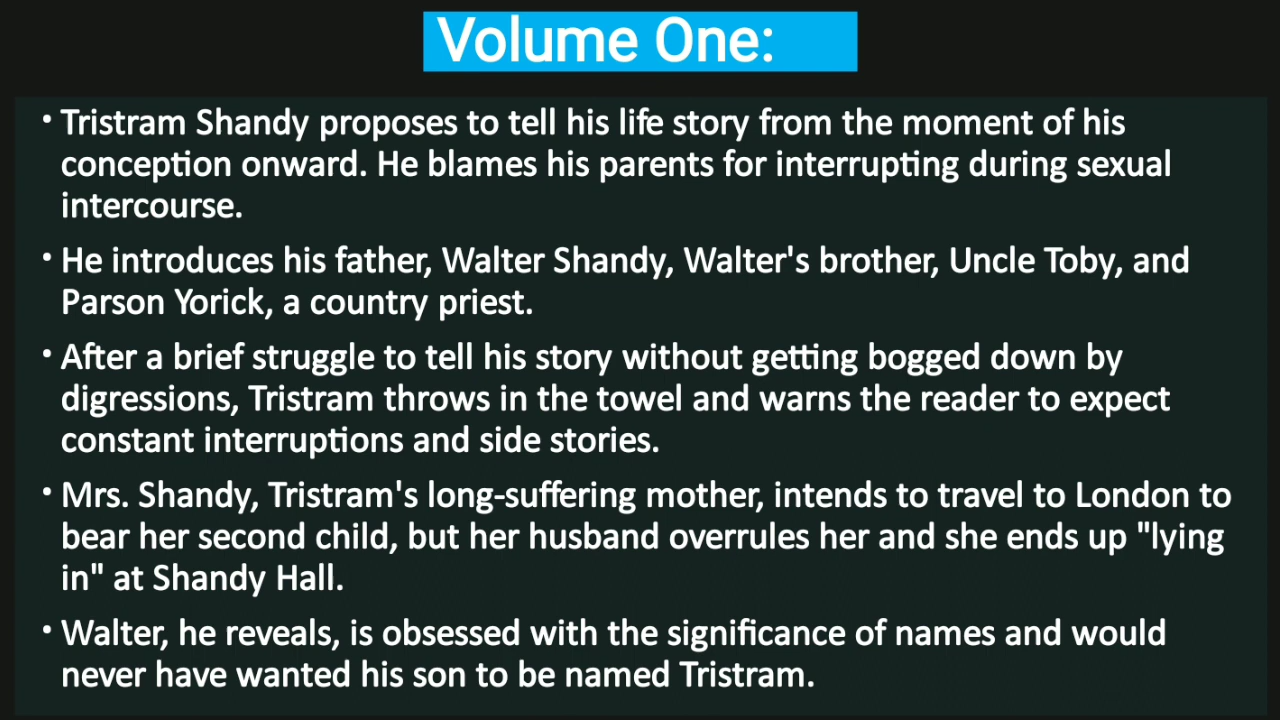 Volume One:
• Tristram Shandy proposes to tell his life story from the moment of his
conception onward. He blames his parents for interrupting during sexual
intercourse.
• He introduces his father, Walter Shandy, Walter's brother, Uncle Toby, and
Parson Yorick, a country priest.
• After a brief struggle to tell his story without getting bogged down by
digressions, Tristram throws in the towel and warns the reader to expect
constant interruptions and side stories.
• Mrs. Shandy, Tristram's long-suffering mother, intends to travel to London to
bear her second child, but her husband overrules her and she ends up "lying
in" at Shandy Hall.
• Walter, he reveals, is obsessed with the significance of names and would
never have wanted his son to be named Tristram.